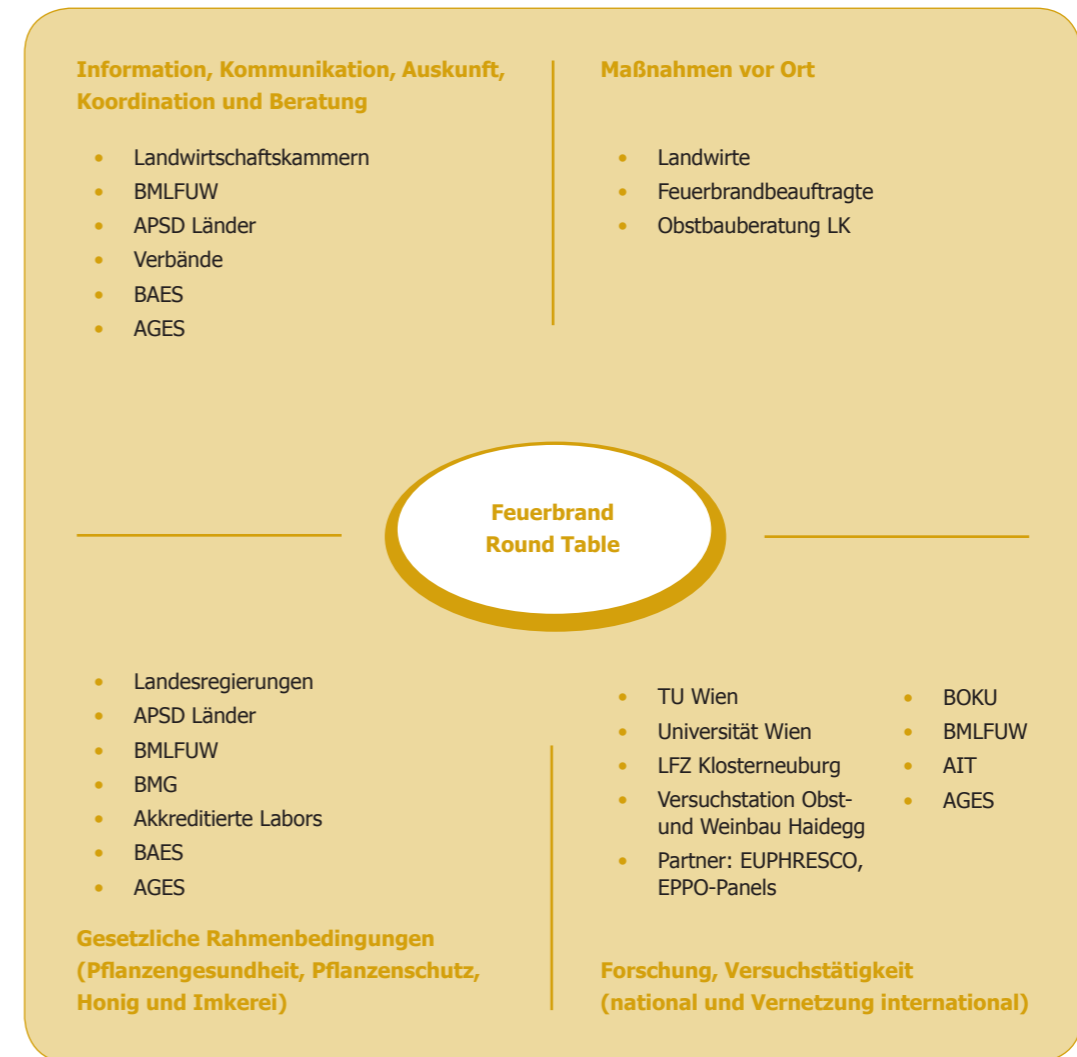 Information, Kommunikation, Auskunft,
Koordination und Beratung
• Landwirtschaftskammern
• BMLFUW
• APSD Länder
• Verbände
• BAES
• AGES
Maßnahmen vor Ort
• Landwirte
• Feuerbrandbeauftragte
• Obstbauberatung LK
Feuerbrand
Round Table
• Landesregierungen
• APSD Länder
• BMLFUW
• BMG
• Akkreditierte Labors
• BAES
• AGES
Gesetzliche Rahmenbedingungen
(Pflanzengesundheit, Pflanzenschutz,
Honig und Imkerei)
• TU Wien
• Universität Wien
• LFZ Klosterneuburg
• Versuchstation Obst-
und Weinbau Haidegg
• Partner: EUPHRESCO,
EPPO-Panels
• BOKU
• BMLFUW
• AIT
• AGES
Forschung, Versuchstätigkeit
(national und Vernetzung international)